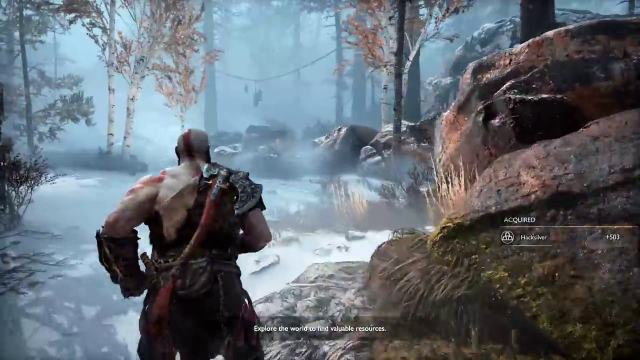 ACQUIRED
Hacksilver +503
Explore the world to find valuable resources.